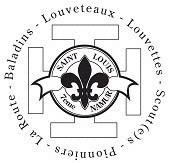 La Route - Baladins - Louveteaux - Louvettes - Scout(e)s - Pionniers -
SAINT LOUIS
7ème NAMUR